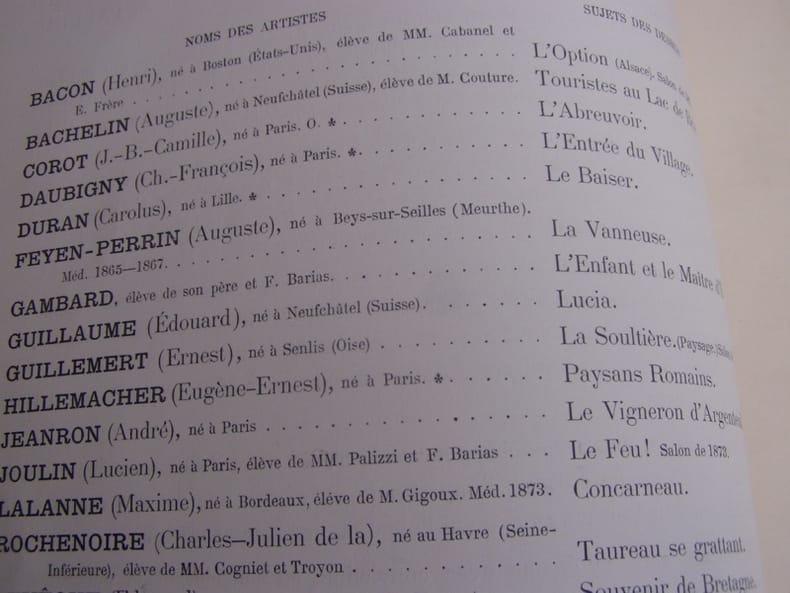 NOMS DES ARTISTES
SUJETS DES
BACON (Henri), né à Boston (États-Unis), élève de MM. Cabanel et
E. Frère . . . . . . . . . . . . . . . . . . . . . . L'Option (Alsace). Salon de
BACHELIN (Auguste), né à Neufchâtel (Suisse), élève de M. Couture. Touristes au Lac de
COROT (J.-B.-Camille), né à Paris. O. * . . . . . . . . . . L'Abreuvoir.
DAUBIGNY (Ch.-François), né à Paris. * . . . . . . . . . L'Entrée du Village.
DURAN (Carolus), né à Lille. * . . . . . . . . . . . . . Le Baiser.
FEYEN-PERRIN (Auguste), né à Beys-sur-Seilles (Meurthe).
Méd. 1865—1867. . . . . . . . . . . . . . . . . . . La Vanneuse.
GAMBARD, élève de son père et F. Barias. . . . . . . . . . . L'Enfant et le Maitre
GUILLAUME (Édouard), né à Neufchâtel (Suisse). . . . . . . Lucia.
GUILLEMERT (Ernest), né à Senlis (Oise) . . . . . . . . . La Soultière. (Paysage.)
HILLEMACHER (Eugène-Ernest), né à Paris. * . . . . . . Paysans Romains.
JEANRON (André), né à Paris . . . . . . . . . . . . . . Le Vigneron
JOULIN (Lucien), né à Paris, élève de MM. Palizzi et F. Barias . . . Le Feu! Salon de 1873.
LALANNE (Maxime), né à Bordeaux, éléve de M. Gigoux. Méd. 1873. Concarneau.
ROCHENOIRE (Charles—Julien de la), né au Havre (Seine-
Inférieure), élève de MM. Cogniet et Troyon . . . . . . . . . . Taureau se grattant.
Souvenir de Bretagne.